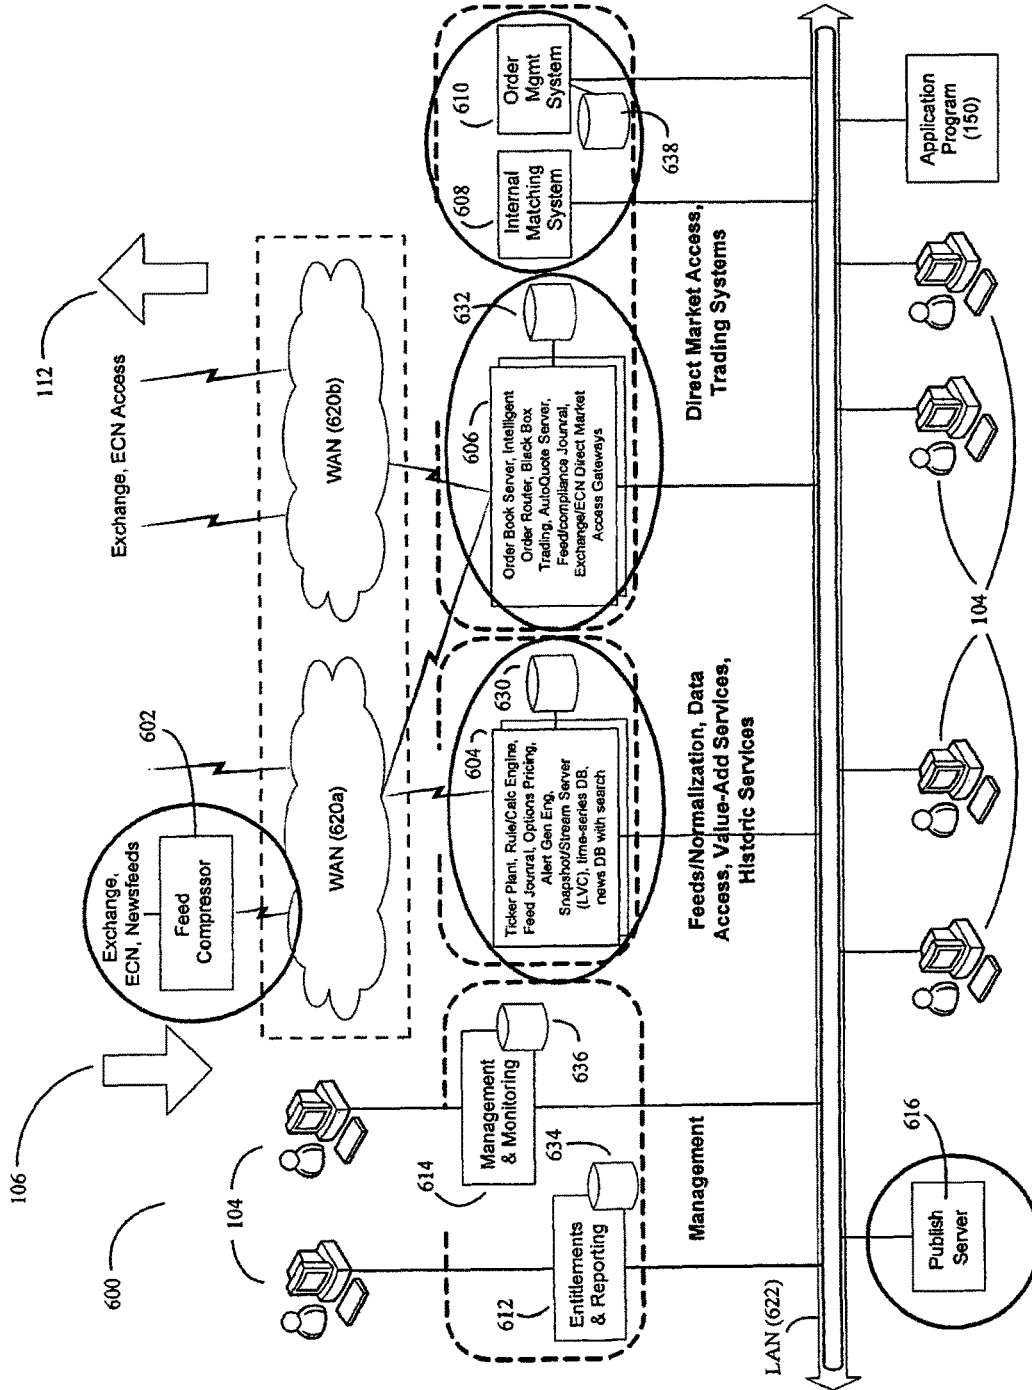 600
106
112
104
Exchange,
ECN, Newsfeeds
Feed
Compressor
602
Exchange, ECN Access
WAN (620a)
WAN (620b)
614
Management
& Monitoring
636
612
Entitlements
& Reporting
634
Management
604
Ticker Plant, Rule/Calc Engine,
Feed Jounral, Options Pricing,
Alert Gen Eng,
Snapshot/Stream Server
(LVC), time-series DB,
news DB with search
630
Feeds/Normalization, Data
Access, Value-Add Services,
Historic Services
606
Order Book Server, Intelligent
Order Router, Black Box
Trading, AutoQuote Server,
Feed/compliance Jounral,
Exchange/ECN Direct Market
Access Gateways
632
608
Internal
Matching
System
610
Order
Mgmt
System
638
Direct Market Access,
Trading Systems
LAN (622)
Publish
Server
616
104
Application
Program
(150)